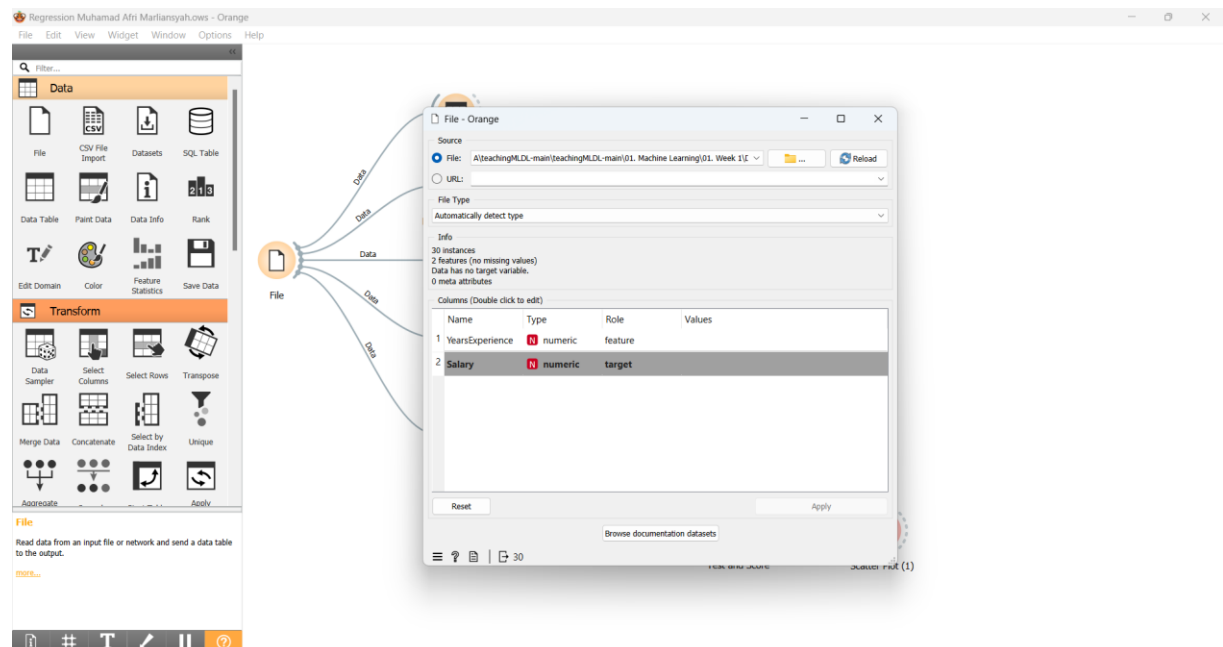 Regression Muhamad Afri Marliansyah.ows - Orange
File Edit View Widget Window Options Help
Filter...
Data
File
CSV File Import
Datasets
SQL Table
Data Table
Paint Data
Data Info
Rank
Edit Domain
Color
Feature Statistics
Save Data
Transform
Data Sampler
Select Columns
Select Rows
Transpose
Merge Data
Concatenate
Select by Data Index
Unique
Aggregate
Apply
File
Read data from an input file or network and send a data table
to the output.
more...
File
Data
Data
Data
Data
Data
File - Orange
Source
File: A\teachingMLDL-main\teachingMLDL-main\01. Machine Learning\01. Week 1\
... Reload
URL:
File Type
Automatically detect type
Info
30 instances
2 features (no missing values)
Data has no target variable.
0 meta attributes
Columns (Double click to edit)
Name Type Role Values
1 YearsExperience N numeric feature
2 Salary N numeric target
Reset Apply
Browse documentation datasets
30
Test and Score
Scatter Plot (1)